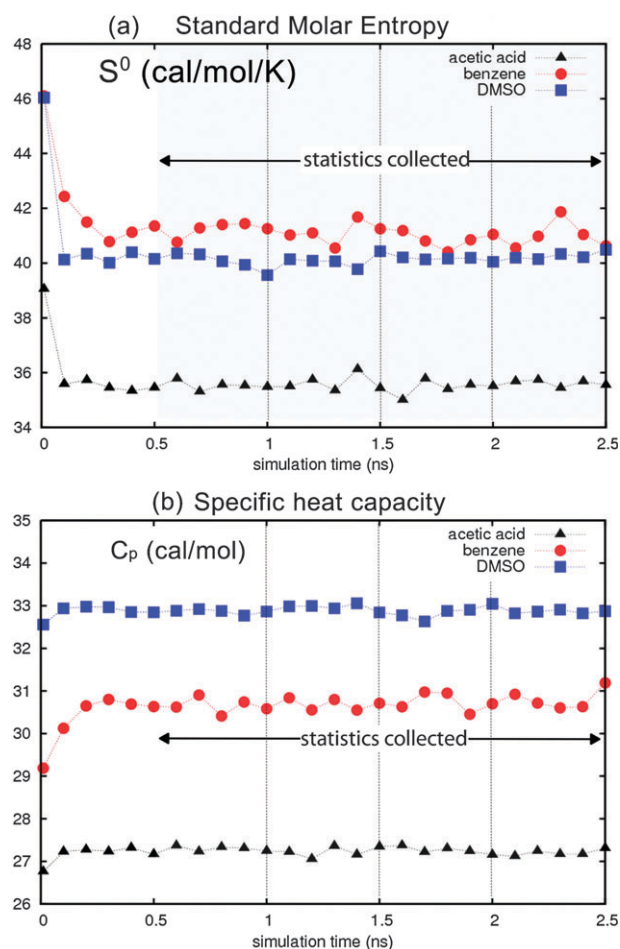 (a) Standard Molar Entropy
48
46
44
42
40
38
36
34
S⁰ (cal/mol/K)
acetic acid
benzene
DMSO
statistics collected
0 0.5 1 1.5 2 2.5
simulation time (ns)
(b) Specific heat capacity
35
34
33
32
31
30
29
28
27
26
Cₚ (cal/mol)
acetic acid
benzene
DMSO
statistics collected
0 0.5 1 1.5 2 2.5
simulation time (ns)